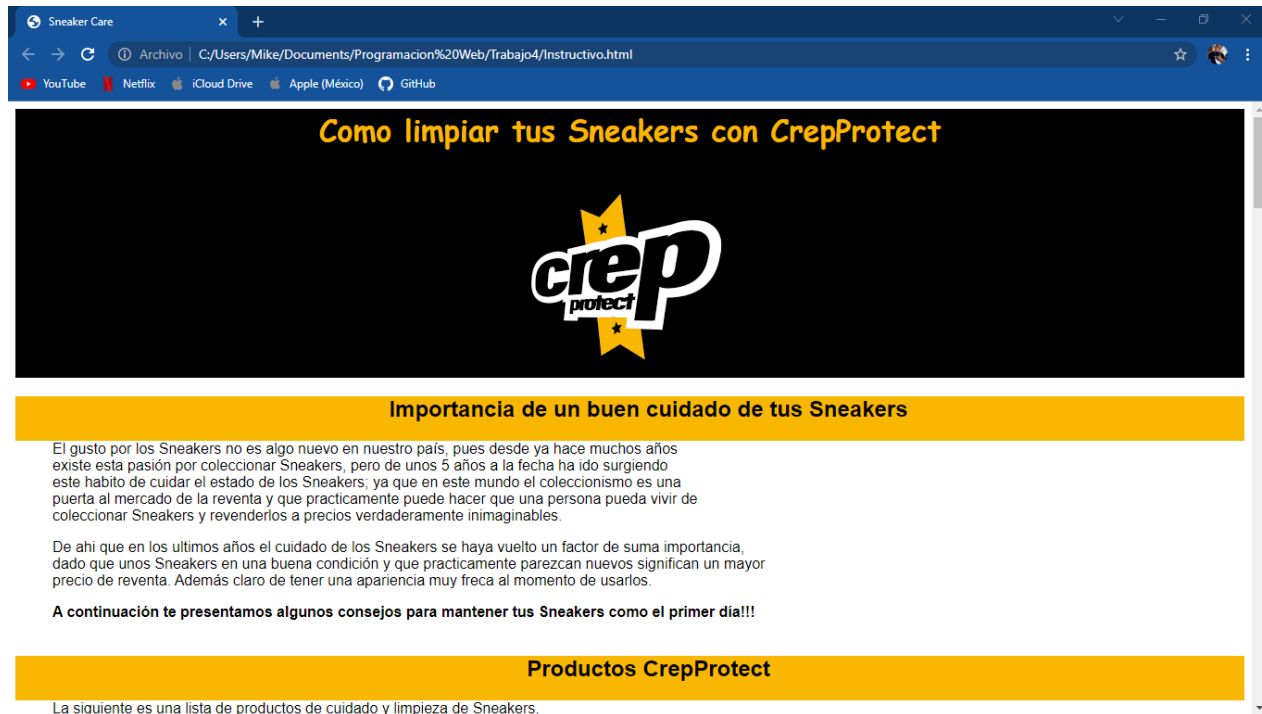 Sneaker Care
Archivo | C:/Users/Mike/Documents/Programacion%20Web/Trabajo4/Instructivo.html
YouTube Netflix iCloud Drive Apple (México) GitHub
Como limpiar tus Sneakers con CrepProtect
crep
protect
Importancia de un buen cuidado de tus Sneakers
El gusto por los Sneakers no es algo nuevo en nuestro país, pues desde ya hace muchos años
existe esta pasión por coleccionar Sneakers, pero de unos 5 años a la fecha ha ido surgiendo
este habito de cuidar el estado de los Sneakers; ya que en este mundo el coleccionismo es una
puerta al mercado de la reventa y que practicamente puede hacer que una persona pueda vivir de
coleccionar Sneakers y revenderlos a precios verdaderamente inimaginables.
De ahi que en los ultimos años el cuidado de los Sneakers se haya vuelto un factor de suma importancia,
dado que unos Sneakers en una buena condición y que practicamente parezcan nuevos significan un mayor
precio de reventa. Además claro de tener una apariencia muy freca al momento de usarlos.
A continuación te presentamos algunos consejos para mantener tus Sneakers como el primer día!!!
Productos CrepProtect
La siguiente es una lista de productos de cuidado y limpieza de Sneakers.